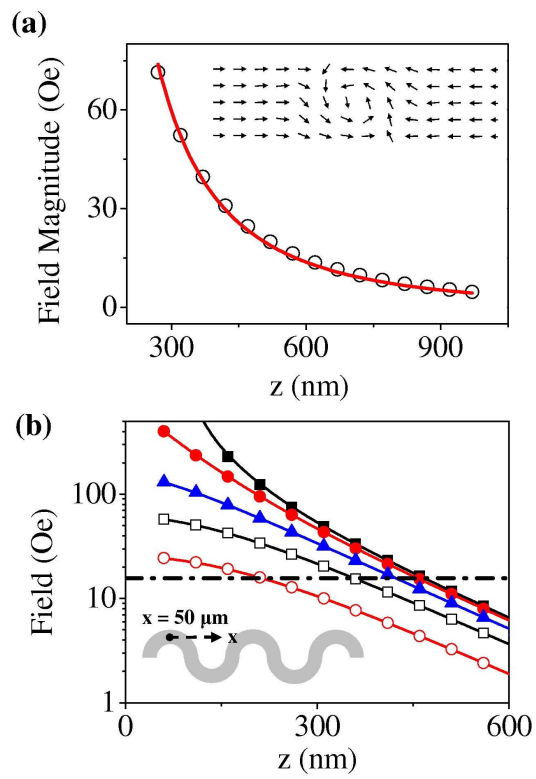 (a)
Field Magnitude (Oe)
60
30
0
300
600
900
z (nm)
(b)
Field (Oe)
100
10
1
x = 50 μm
x
0
300
600
z (nm)